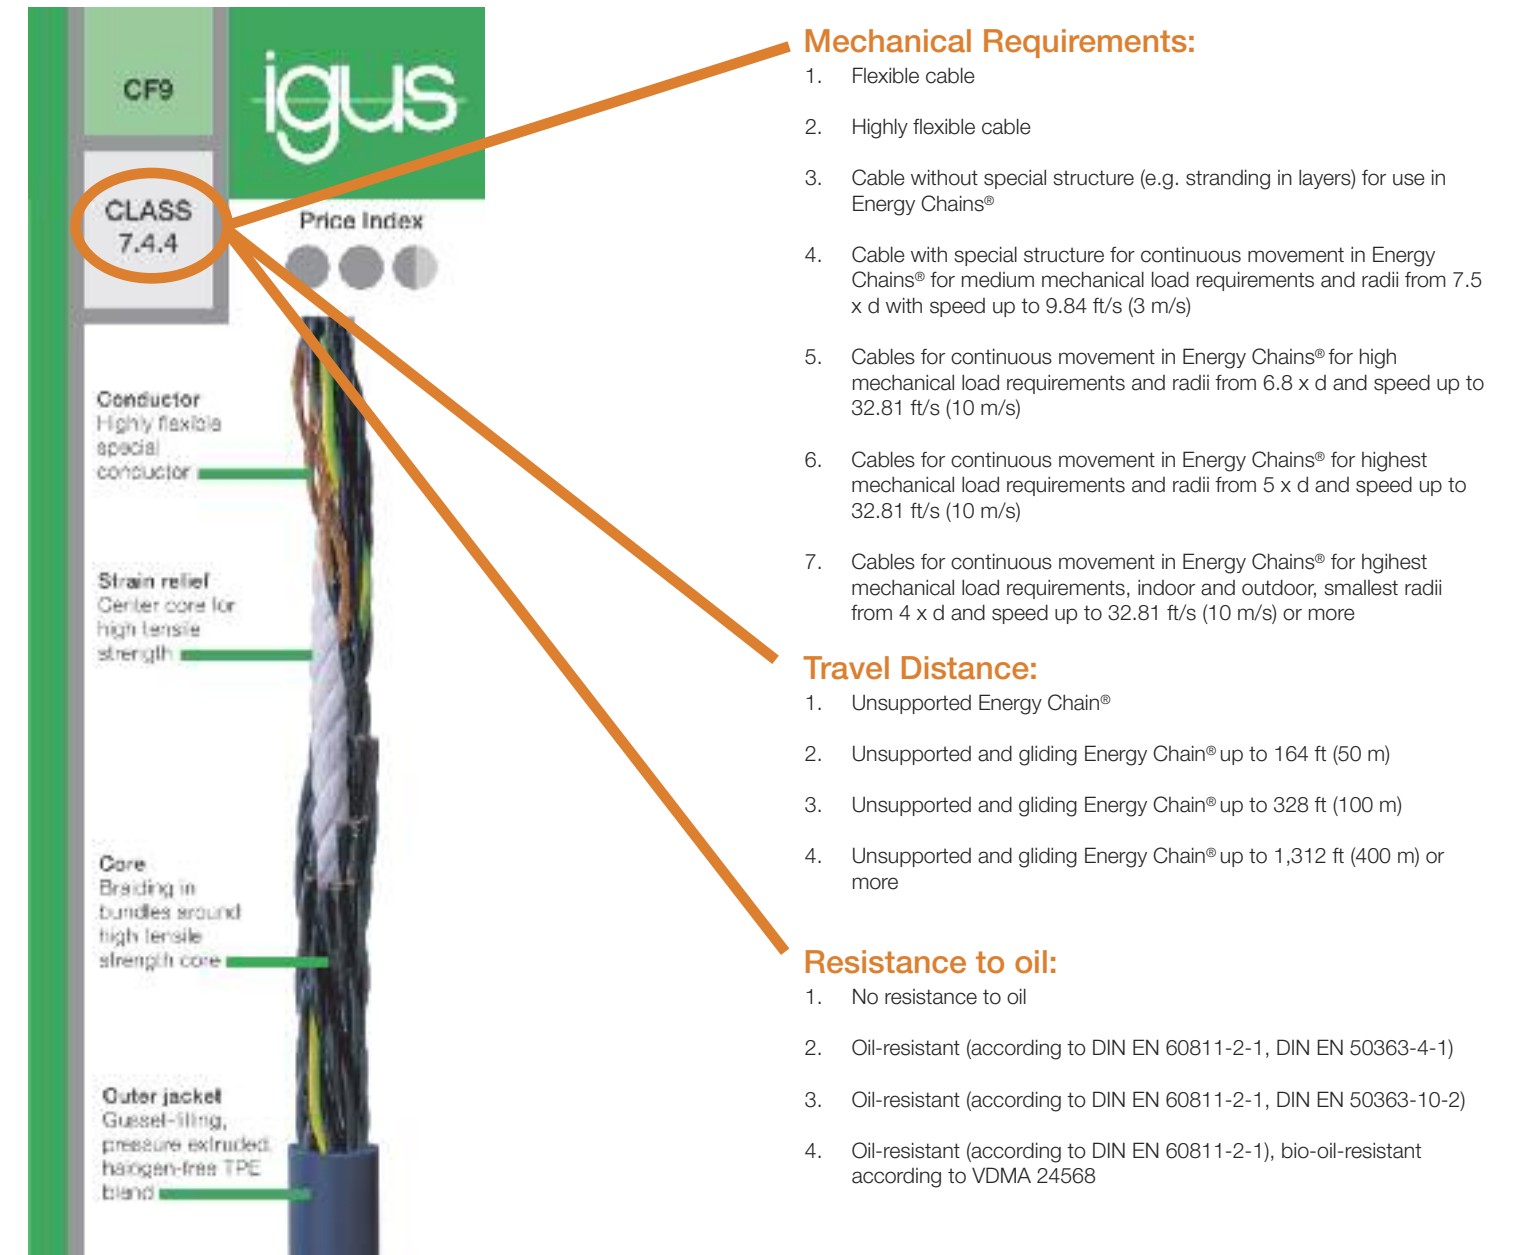 CF9
igus
CLASS
7.4.4
Price Index
Conductor
Highly flexible
special
conductor
Strain relief
Center core for
high tensile
strength
Core
Braiding in
bundles around
high tensile
strength core
Outer jacket
Gusset-filling,
pressure extruded,
halogen-free TPE
blend
Mechanical Requirements:
1. Flexible cable
2. Highly flexible cable
3. Cable without special structure (e.g. stranding in layers) for use in
Energy Chains®
4. Cable with special structure for continuous movement in Energy
Chains® for medium mechanical load requirements and radii from 7.5
x d with speed up to 9.84 ft/s (3 m/s)
5. Cables for continuous movement in Energy Chains® for high
mechanical load requirements and radii from 6.8 x d and speed up to
32.81 ft/s (10 m/s)
6. Cables for continuous movement in Energy Chains® for highest
mechanical load requirements and radii from 5 x d and speed up to
32.81 ft/s (10 m/s)
7. Cables for continuous movement in Energy Chains® for hgihest
mechanical load requirements, indoor and outdoor, smallest radii
from 4 x d and speed up to 32.81 ft/s (10 m/s) or more
Travel Distance:
1. Unsupported Energy Chain®
2. Unsupported and gliding Energy Chain® up to 164 ft (50 m)
3. Unsupported and gliding Energy Chain® up to 328 ft (100 m)
4. Unsupported and gliding Energy Chain® up to 1,312 ft (400 m) or
more
Resistance to oil:
1. No resistance to oil
2. Oil-resistant (according to DIN EN 60811-2-1, DIN EN 50363-4-1)
3. Oil-resistant (according to DIN EN 60811-2-1, DIN EN 50363-10-2)
4. Oil-resistant (according to DIN EN 60811-2-1), bio-oil-resistant
according to VDMA 24568